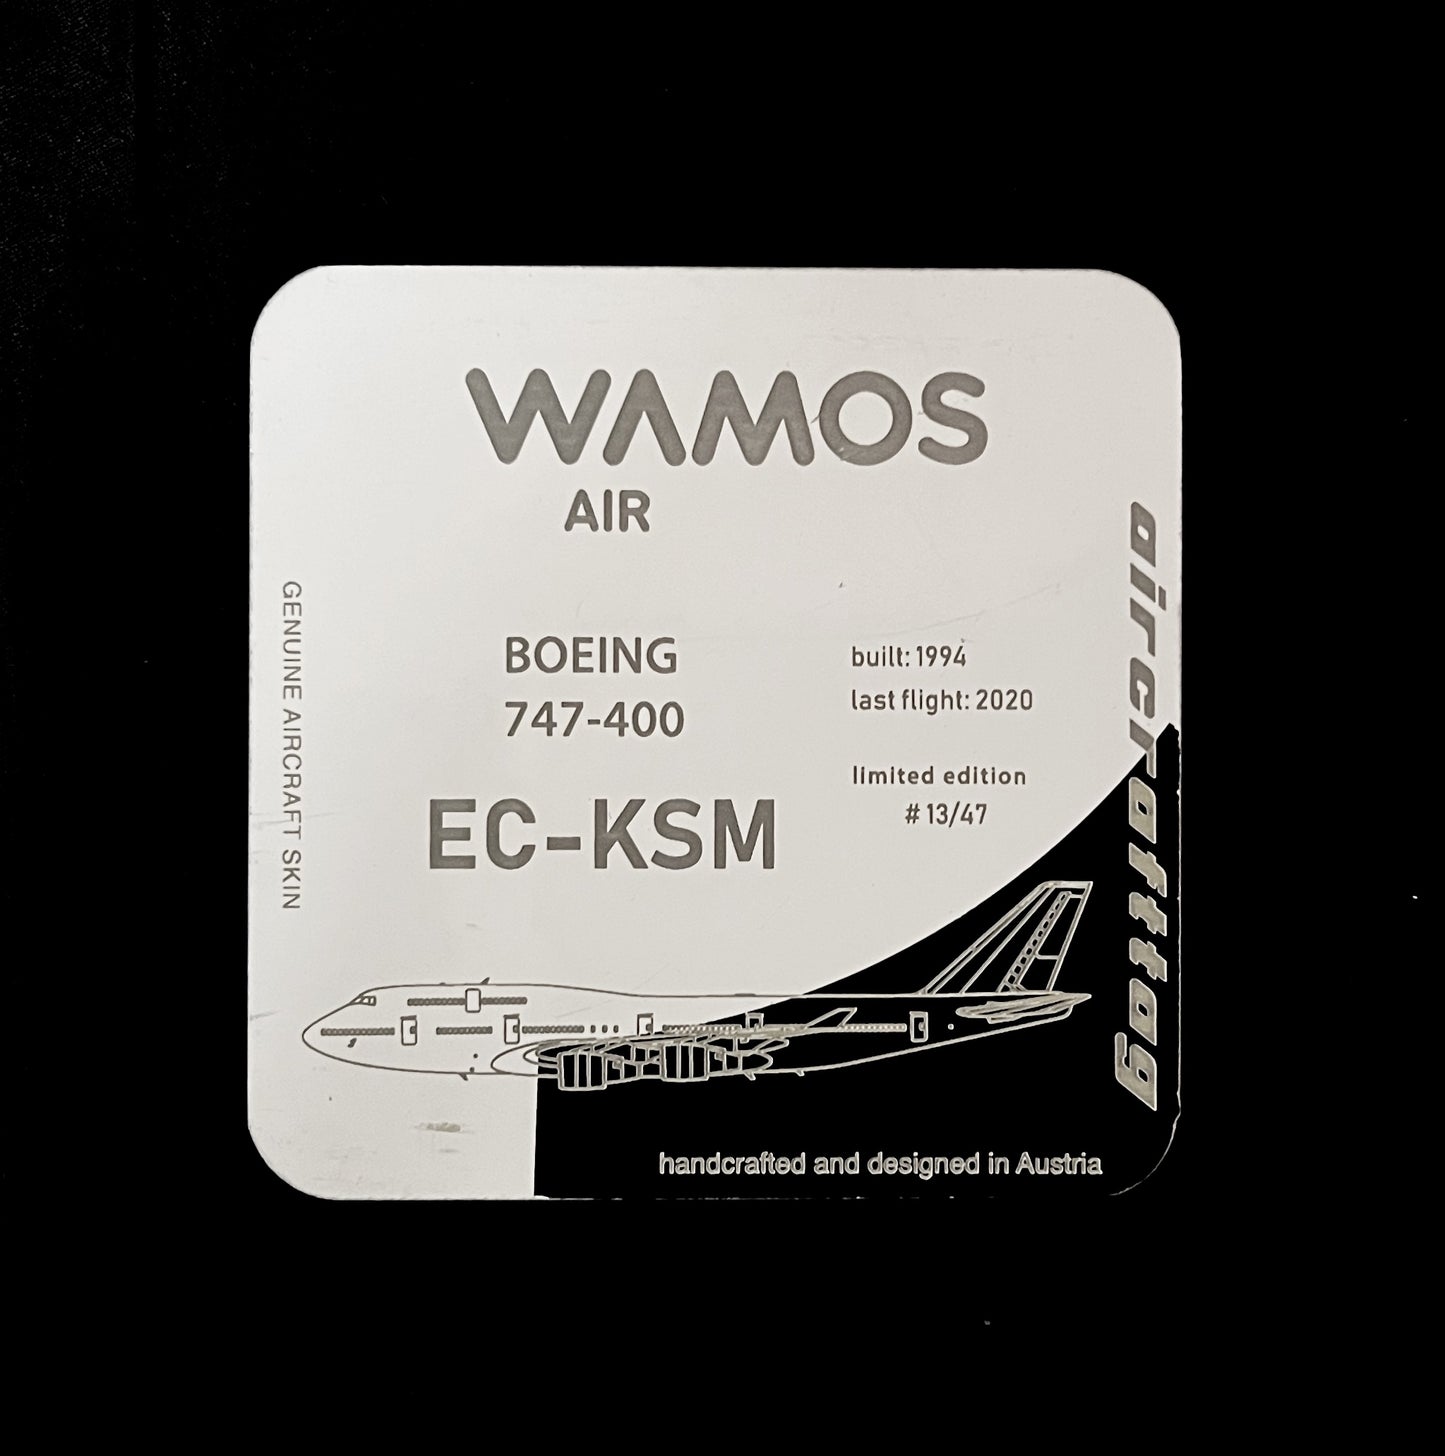 WAMOS
AIR
BOEING
747-400
EC-KSM
built: 1994
last flight: 2020
limited edition
# 13/47
GENUINE AIRCRAFT SKIN
aircrafttag
handcrafted and designed in Austria